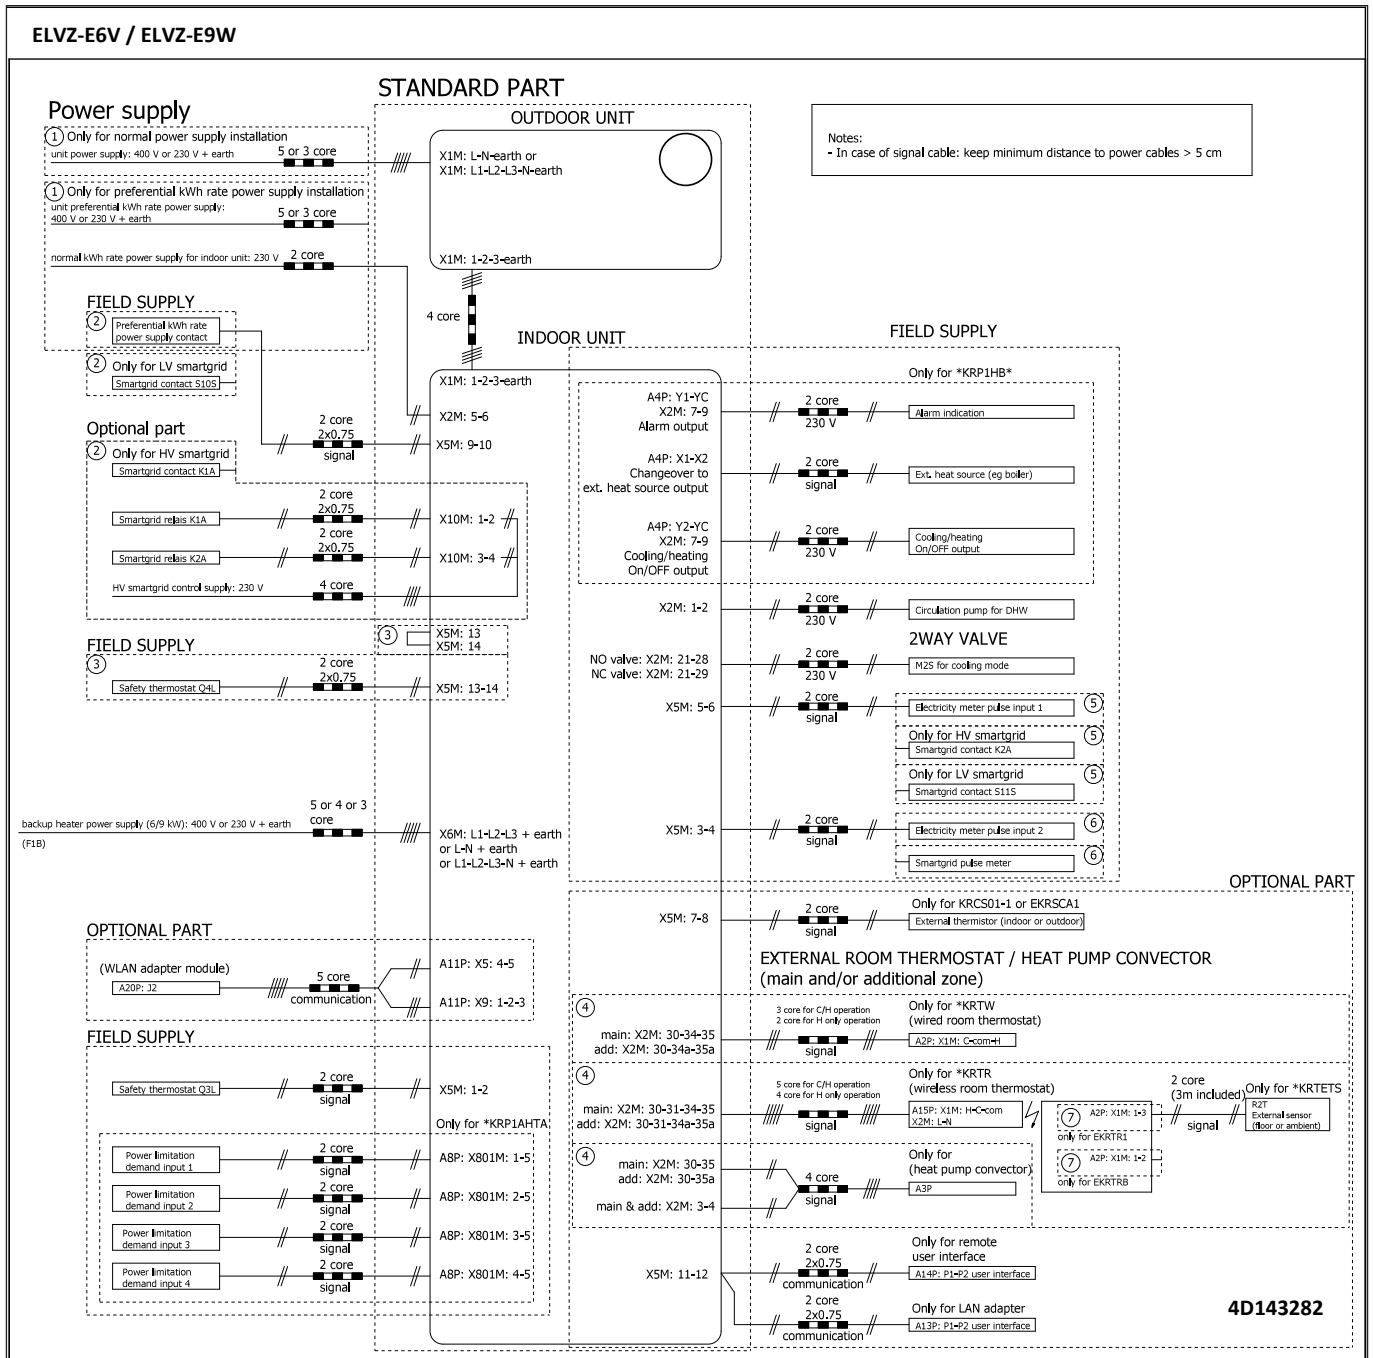 ELVZ-E6V / ELVZ-E9W
STANDARD PART
Power supply
① Only for normal power supply installation
unit power supply: 400 V or 230 V + earth
5 or 3 core
OUTDOOR UNIT
X1M: L-N-earth or
X1M: L1-L2-L3-N-earth
Notes:
- In case of signal cable: keep minimum distance to power cables > 5 cm
① Only for preferential kWh rate power supply installation
unit preferential kWh rate power supply:
400 V or 230 V + earth
5 or 3 core
normal kWh rate power supply for indoor unit: 230 V
2 core
X1M: 1-2-3-earth
4 core
FIELD SUPPLY
② Preferential kWh rate
power supply contact
② Only for LV smartgrid
Smartgrid contact S10S
INDOOR UNIT
X1M: 1-2-3-earth
X2M: 5-6
2 core
2x0.75
signal
X5M: 9-10
Optional part
② Only for HV smartgrid
Smartgrid contact K1A
Smartgrid relais K1A
2 core
2x0.75
X10M: 1-2
Smartgrid relais K2A
2 core
2x0.75
X10M: 3-4
HV smartgrid control supply: 230 V
4 core
③ X5M: 13
X5M: 14
FIELD SUPPLY
③
Safety thermostat Q4L
2 core
2x0.75
X5M: 13-14
backup heater power supply (6/9 kW): 400 V or 230 V + earth
(F1B)
5 or 4 or 3
core
X6M: L1-L2-L3 + earth
or L-N + earth
or L1-L2-L3-N + earth
OPTIONAL PART
(WLAN adapter module)
A20P: J2
5 core
communication
A11P: X5: 4-5
A11P: X9: 1-2-3
FIELD SUPPLY
Safety thermostat Q3L
2 core
signal
X5M: 1-2
Only for *KRP1AHTA
Power limitation
demand input 1
2 core
signal
A8P: X801M: 1-5
Power limitation
demand input 2
2 core
signal
A8P: X801M: 2-5
Power limitation
demand input 3
2 core
signal
A8P: X801M: 3-5
Power limitation
demand input 4
2 core
signal
A8P: X801M: 4-5
FIELD SUPPLY
Only for *KRP1HB*
A4P: Y1-YC
X2M: 7-9
Alarm output
2 core
230 V
Alarm indication
A4P: X1-X2
Changeover to
ext. heat source output
2 core
signal
Ext. heat source (eg boiler)
A4P: Y2-YC
X2M: 7-9
Cooling/heating
On/OFF output
2 core
230 V
Cooling/heating
On/OFF output
X2M: 1-2
2 core
230 V
Circulation pump for DHW
2WAY VALVE
NO valve: X2M: 21-28
NC valve: X2M: 21-29
2 core
230 V
M2S for cooling mode
X5M: 5-6
2 core
signal
Electricity meter pulse input 1
⑤
Only for HV smartgrid
Smartgrid contact K2A
⑤
Only for LV smartgrid
Smartgrid contact S11S
⑤
X5M: 3-4
2 core
signal
Electricity meter pulse input 2
⑥
Smartgrid pulse meter
⑥
OPTIONAL PART
X5M: 7-8
2 core
signal
Only for KRCS01-1 or EKRSCA1
External thermistor (indoor or outdoor)
EXTERNAL ROOM THERMOSTAT / HEAT PUMP CONVECTOR
(main and/or additional zone)
④
main: X2M: 30-34-35
add: X2M: 30-34a-35a
3 core for C/H operation
2 core for H only operation
signal
Only for *KRTW
(wired room thermostat)
A2P: X1M: C-com-H
④
main: X2M: 30-31-34-35
add: X2M: 30-31-34a-35a
5 core for C/H operation
4 core for H only operation
signal
Only for *KRTR
(wireless room thermostat)
A15P: X1M: H-C-com
X2M: L-N
⑦ A2P: X1M: 1-3
only for EKRTR1
⑦ A2P: X1M: 1-2
only for EKRTRB
2 core
(3m included)
signal
Only for *KRTETS
R2T
External sensor
(floor or ambient)
④
main: X2M: 30-35
add: X2M: 30-35a
main & add: X2M: 3-4
4 core
signal
Only for
(heat pump convector)
A3P
X5M: 11-12
2 core
2x0.75
communication
Only for remote
user interface
A14P: P1-P2 user interface
2 core
2x0.75
communication
Only for LAN adapter
A13P: P1-P2 user interface
4D143282